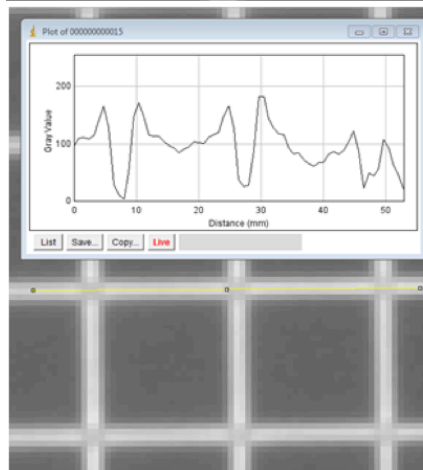 Plot of 000000000015
200
100
0
Gray Value
0 10 20 30 40 50
Distance (mm)
List Save... Copy... Live